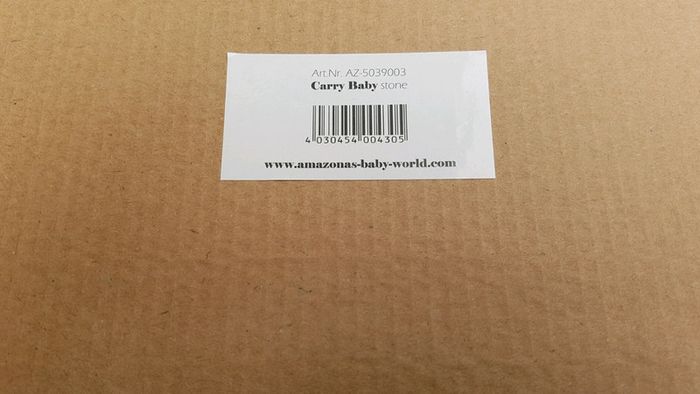 Art.Nr. AZ-5039003
Carry Baby stone
4 030454 004305
www.amazonas-baby-world.com